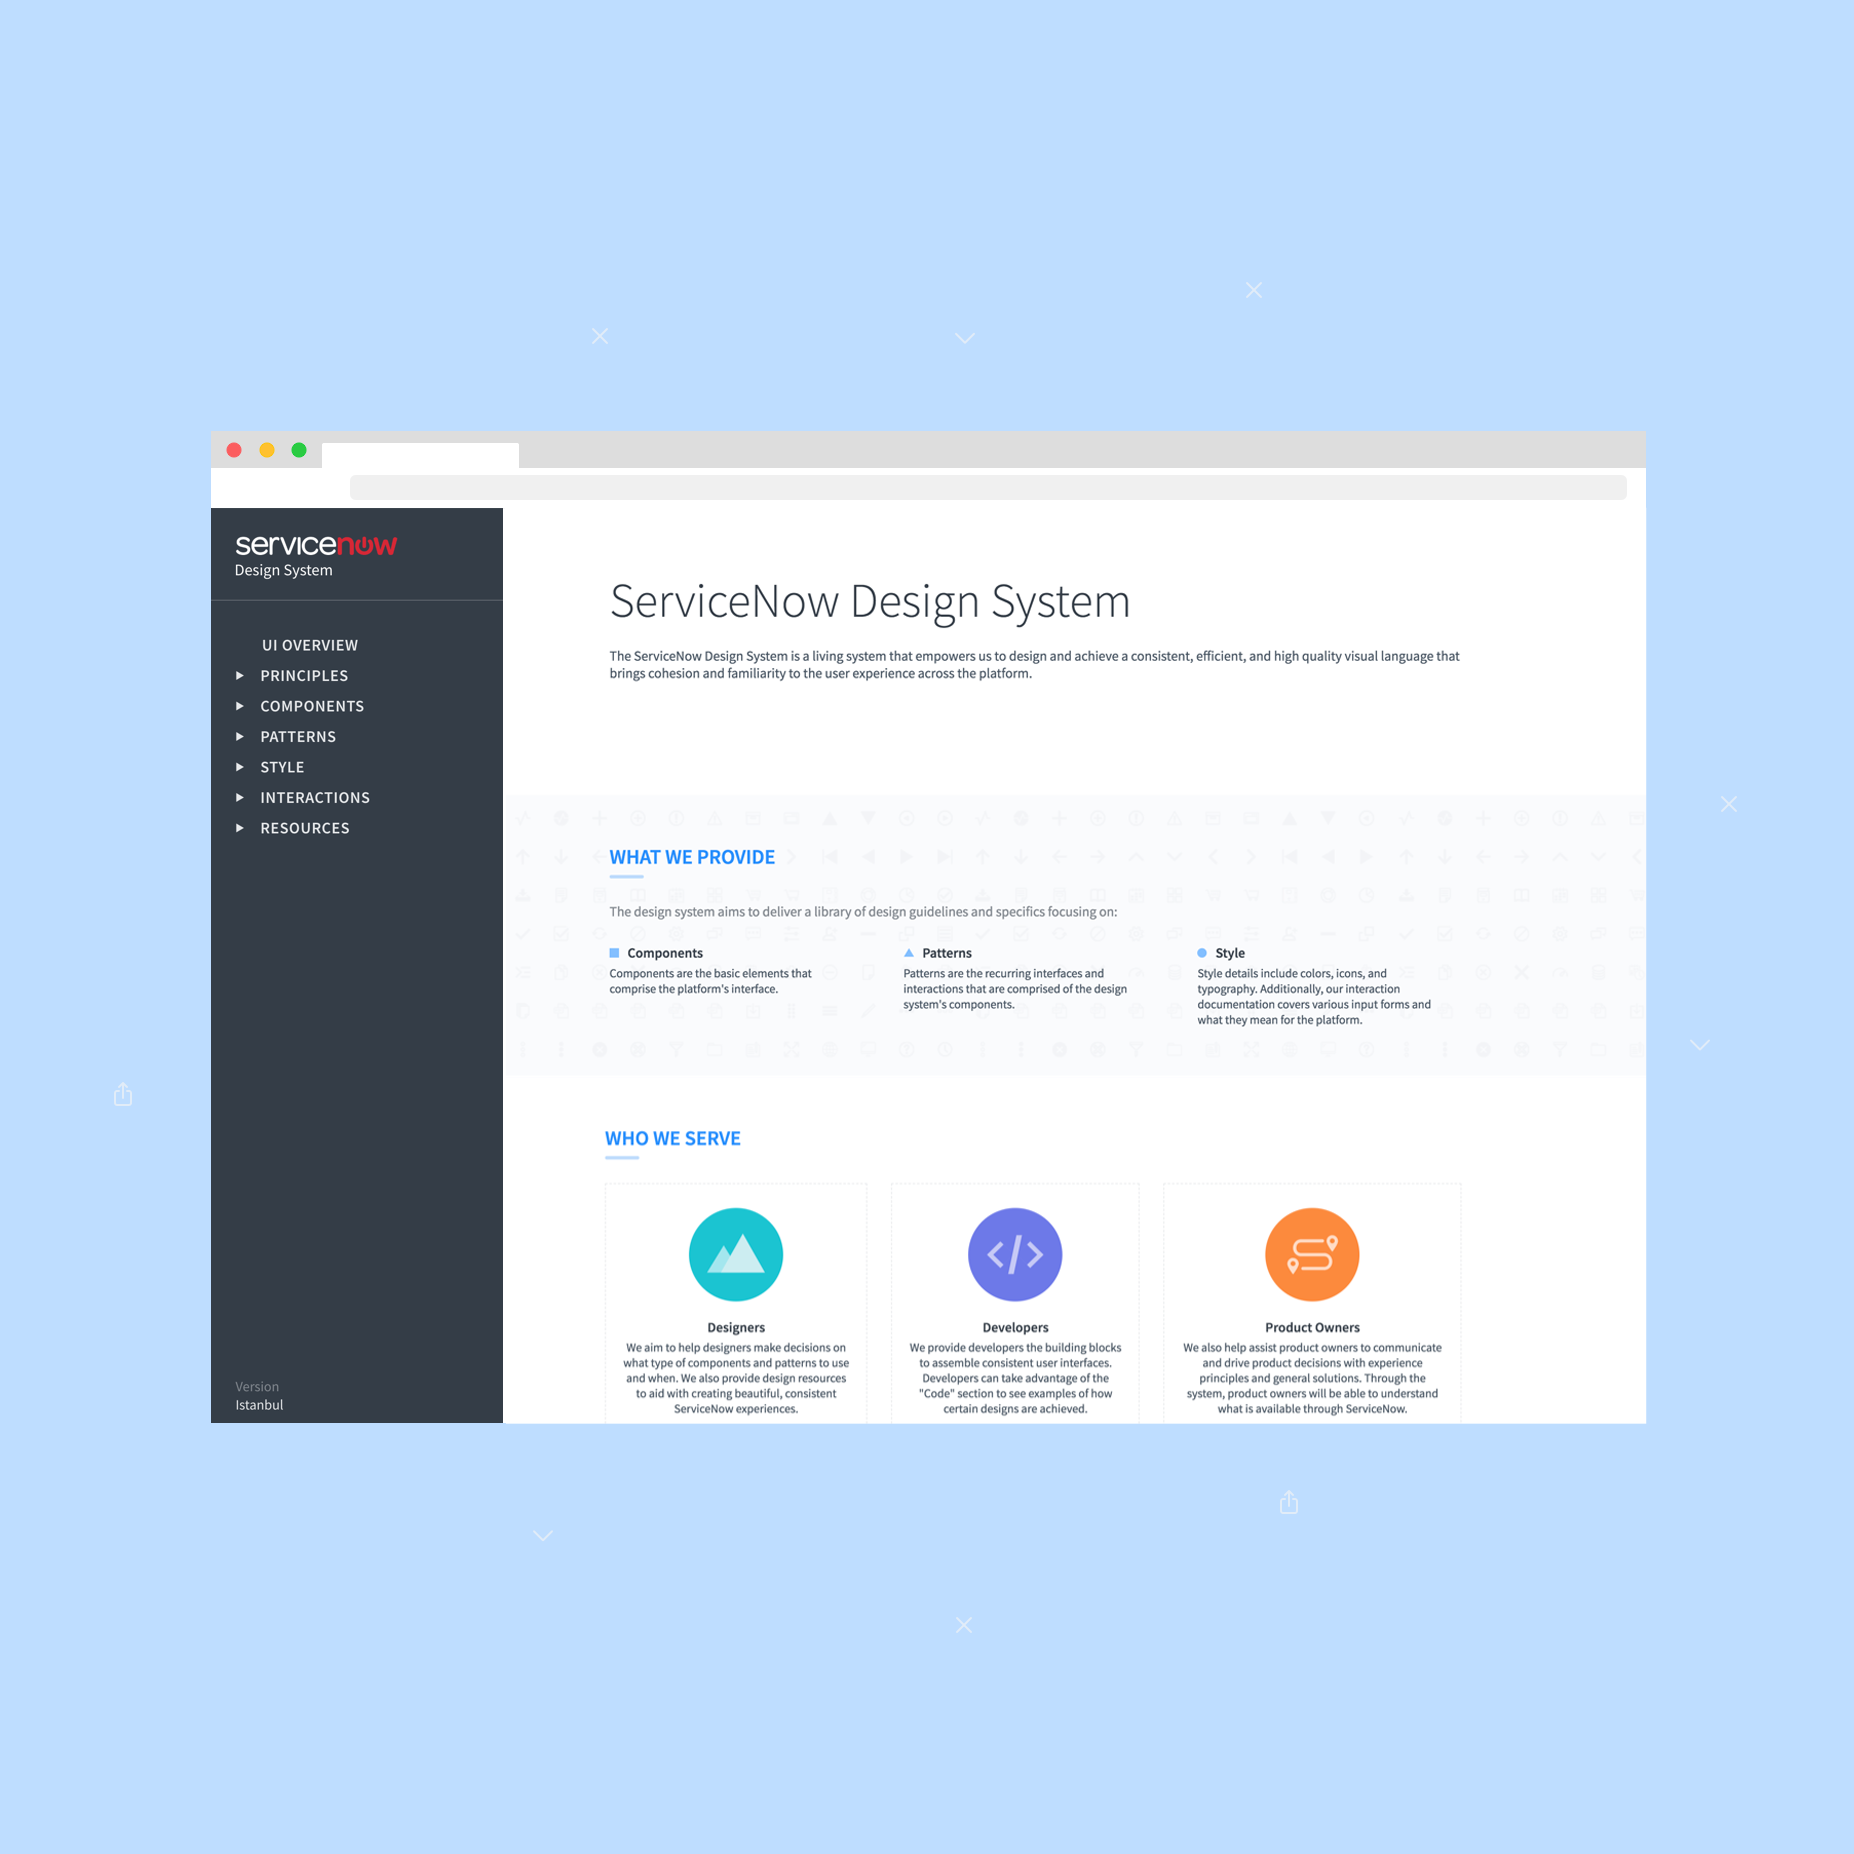 servicenow
Design System
UI OVERVIEW
PRINCIPLES
COMPONENTS
PATTERNS
STYLE
INTERACTIONS
RESOURCES
Version
Istanbul
ServiceNow Design System
The ServiceNow Design System is a living system that empowers us to design and achieve a consistent, efficient, and high quality visual language that
brings cohesion and familiarity to the user experience across the platform.
WHAT WE PROVIDE
The design system aims to deliver a library of design guidelines and specifics focusing on:
Components
Components are the basic elements that
comprise the platform's interface.
Patterns
Patterns are the recurring interfaces and
interactions that are comprised of the design
system's components.
Style
Style details include colors, icons, and
typography. Additionally, our interaction
documentation covers various input forms and
what they mean for the platform.
WHO WE SERVE
Designers
We aim to help designers make decisions on
what type of components and patterns to use
and when. We also provide design resources
to aid with creating beautiful, consistent
ServiceNow experiences.
Developers
We provide developers the building blocks
to assemble consistent user interfaces.
Developers can take advantage of the
"Code" section to see examples of how
certain designs are achieved.
Product Owners
We also help assist product owners to communicate
and drive product decisions with experience
principles and general solutions. Through the
system, product owners will be able to understand
what is available through ServiceNow.